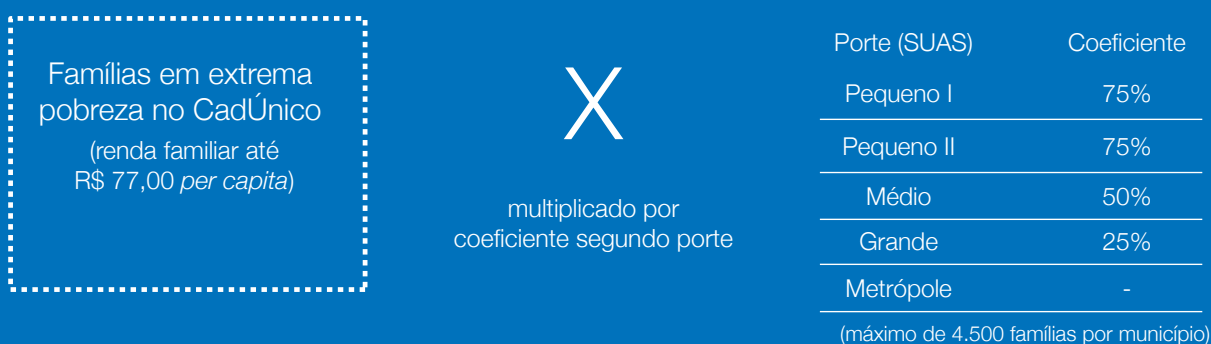 Famílias em extrema
pobreza no CadÚnico
(renda familiar até
R$ 77,00 per capita)
X
multiplicado por
coeficiente segundo porte
Porte (SUAS) Coeficiente
Pequeno I 75%
Pequeno II 75%
Médio 50%
Grande 25%
Metrópole -
(máximo de 4.500 famílias por município)